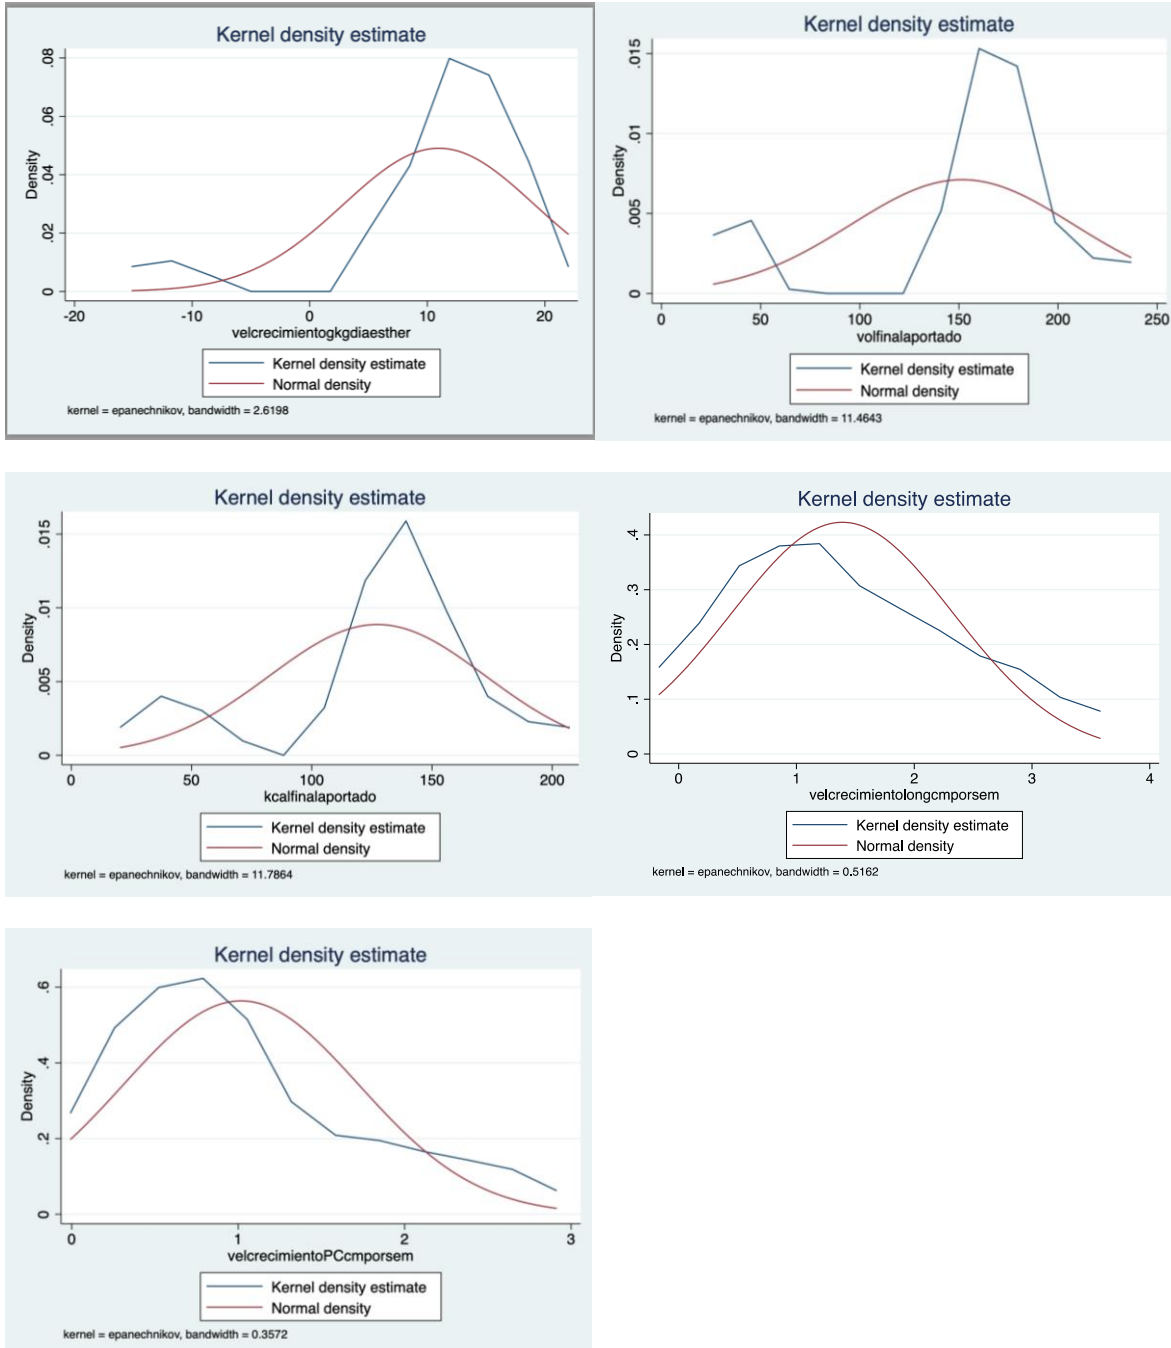 Kernel density estimate
Density
0
.02
.04
.06
.08
-20
-10
0
10
20
velcrecimientogkgdiaesther
Kernel density estimate
Normal density
kernel = epanechnikov, bandwidth = 2.6198
Kernel density estimate
Density
0
.005
.01
.015
0
50
100
150
200
250
volfinalaportado
Kernel density estimate
Normal density
kernel = epanechnikov, bandwidth = 11.4643
Kernel density estimate
Density
0
.005
.01
.015
0
50
100
150
200
kcalfinalaportado
Kernel density estimate
Normal density
kernel = epanechnikov, bandwidth = 11.7864
Kernel density estimate
Density
0
.1
.2
.3
.4
0
1
2
3
4
velcrecimientolongcmporsem
Kernel density estimate
Normal density
kernel = epanechnikov, bandwidth = 0.5162
Kernel density estimate
Density
0
.2
.4
.6
0
1
2
3
velcrecimientoPCcmporsem
Kernel density estimate
Normal density
kernel = epanechnikov, bandwidth = 0.3572